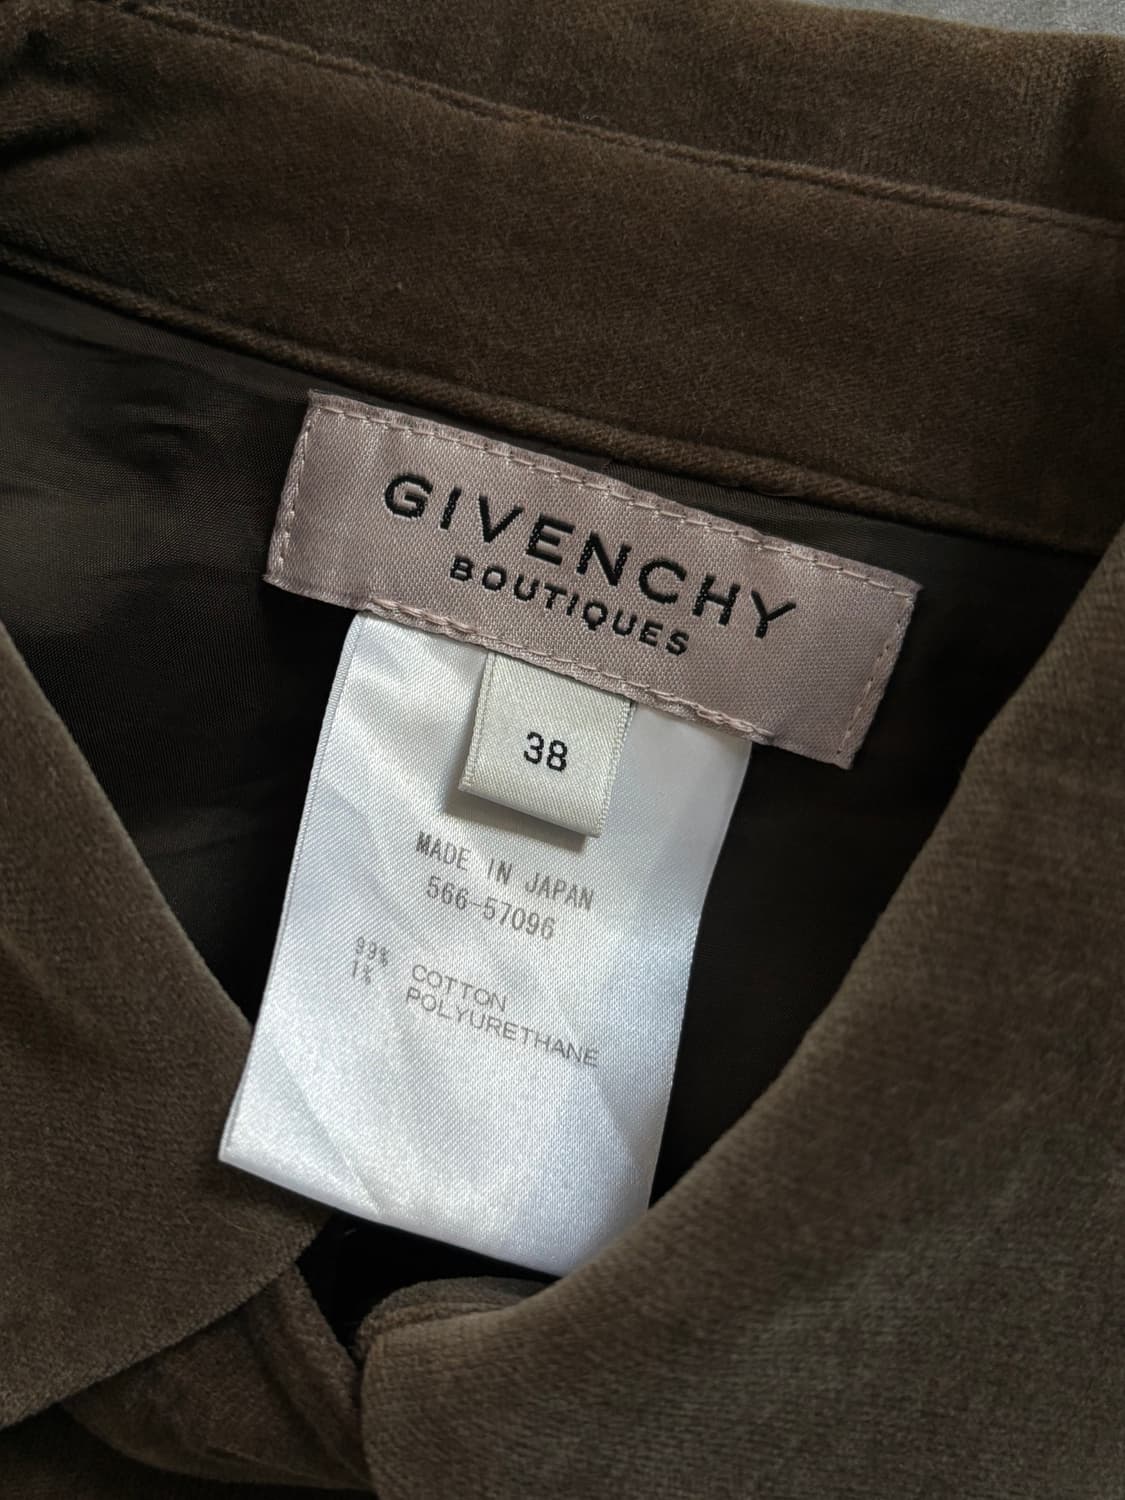 GIVENCHY
BOUTIQUES
38
MADE IN JAPAN
566-57096
99% COTTON
1% POLYURETHANE